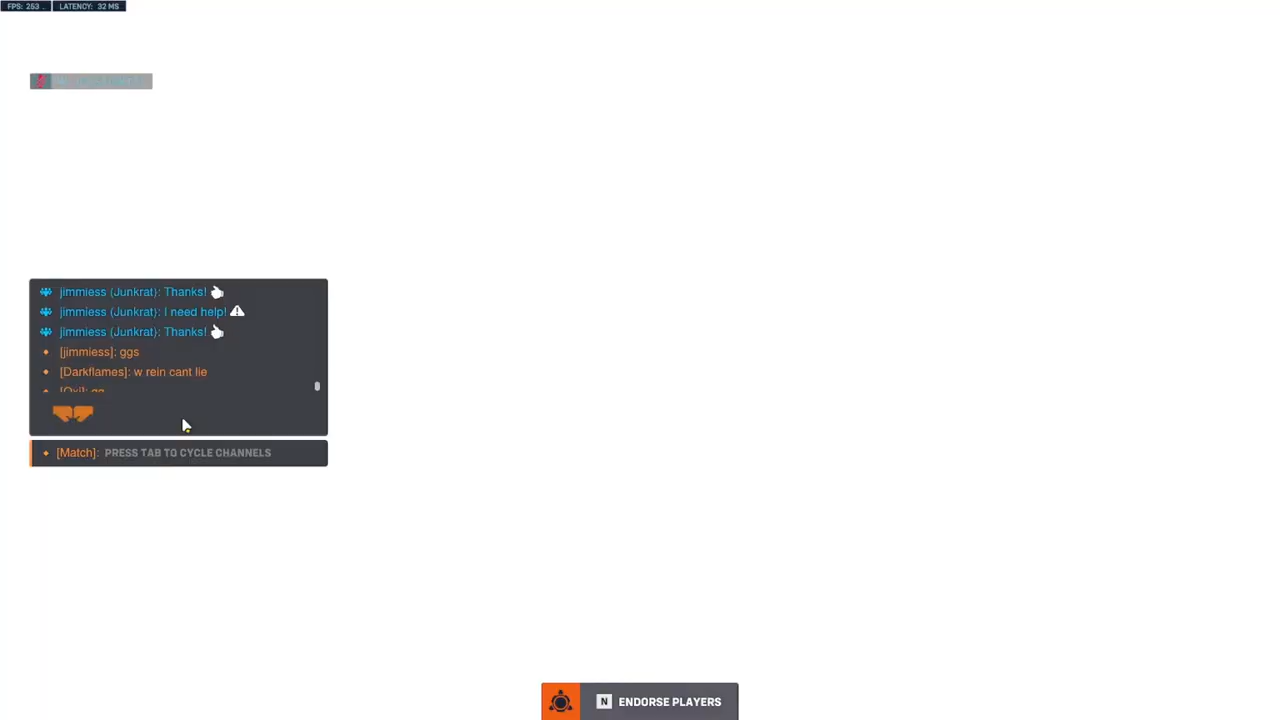 FPS: 253 . LATENCY: 32 MS
jimmiess (Junkrat): Thanks!
jimmiess (Junkrat): I need help!
jimmiess (Junkrat): Thanks!
[jimmiess]: ggs
[Darkflames]: w rein cant lie
[Match]: PRESS TAB TO CYCLE CHANNELS
N ENDORSE PLAYERS